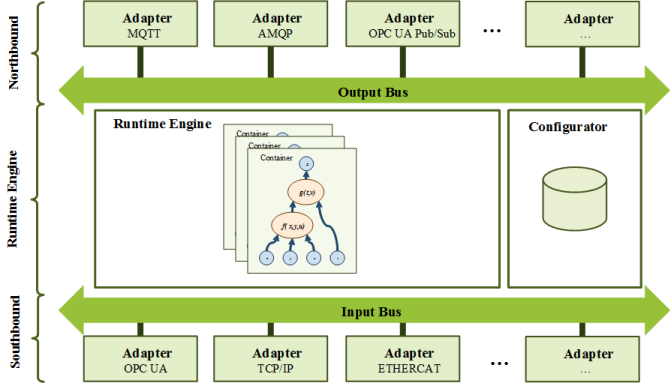 Northbound
Adapter
MQTT
Adapter
AMQP
Adapter
OPC UA Pub/Sub
...
Adapter
...
Output Bus
Runtime Engine
Runtime Engine
Container
Container
Container
z
g(t,v)
f( x,y,u)
Configurator
Input Bus
Southbound
Adapter
OPC UA
Adapter
TCP/IP
Adapter
ETHERCAT
...
Adapter
...